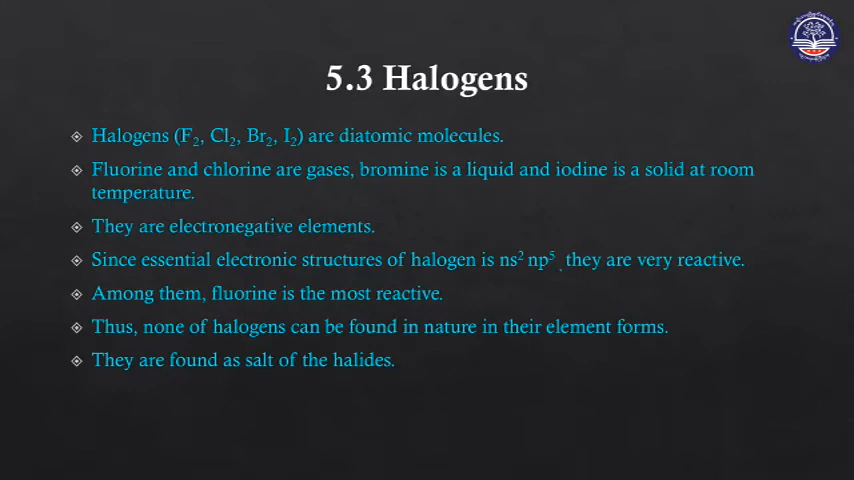 5.3 Halogens
Halogens (F₂, Cl₂, Br₂, I₂) are diatomic molecules.
Fluorine and chlorine are gases, bromine is a liquid and iodine is a solid at room
temperature.
They are electronegative elements.
Since essential electronic structures of halogen is ns² np⁵ , they are very reactive.
Among them, fluorine is the most reactive.
Thus, none of halogens can be found in nature in their element forms.
They are found as salt of the halides.